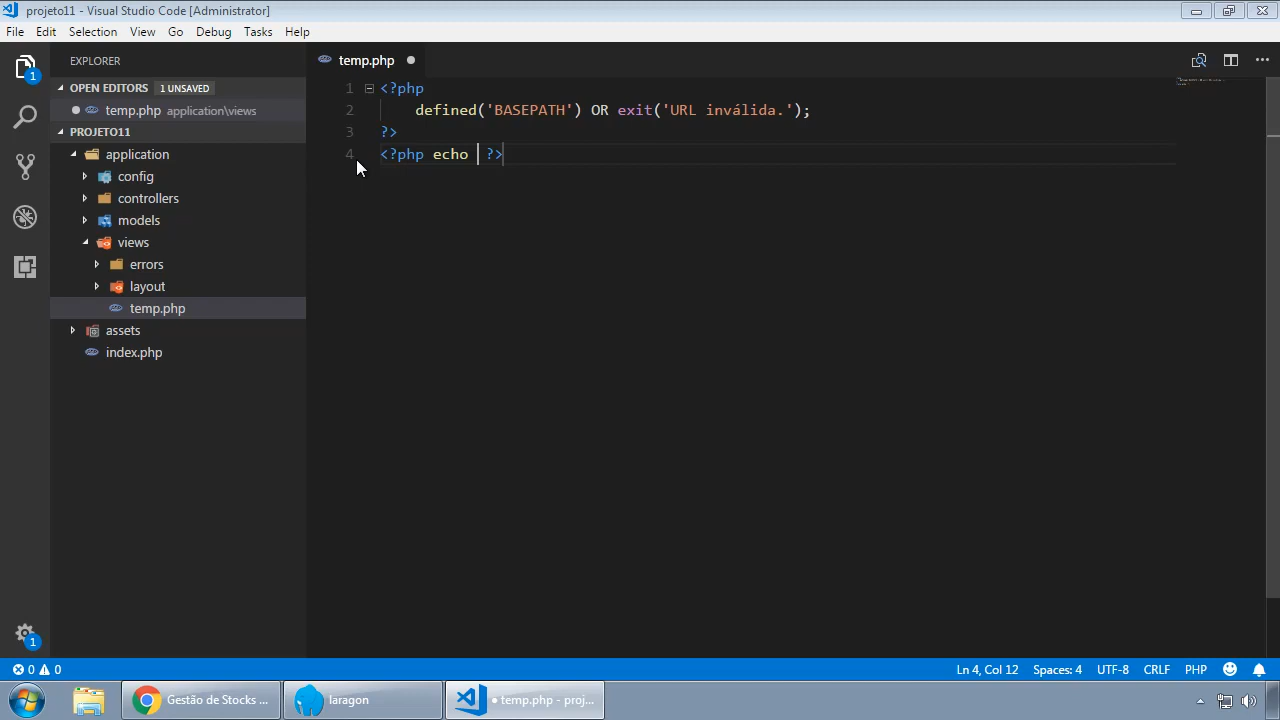 projeto11 - Visual Studio Code [Administrator]
File Edit Selection View Go Debug Tasks Help
EXPLORER
OPEN EDITORS 1 UNSAVED
temp.php application\views
PROJETO11
application
config
controllers
models
views
errors
layout
temp.php
assets
index.php
1
1
temp.php
1 <?php
2 defined('BASEPATH') OR exit('URL inválida.');
3 ?>
4 <?php echo ?>
0 0 Ln 4, Col 12 Spaces: 4 UTF-8 CRLF PHP
Gestão de Stocks ... laragon temp.php - proj...